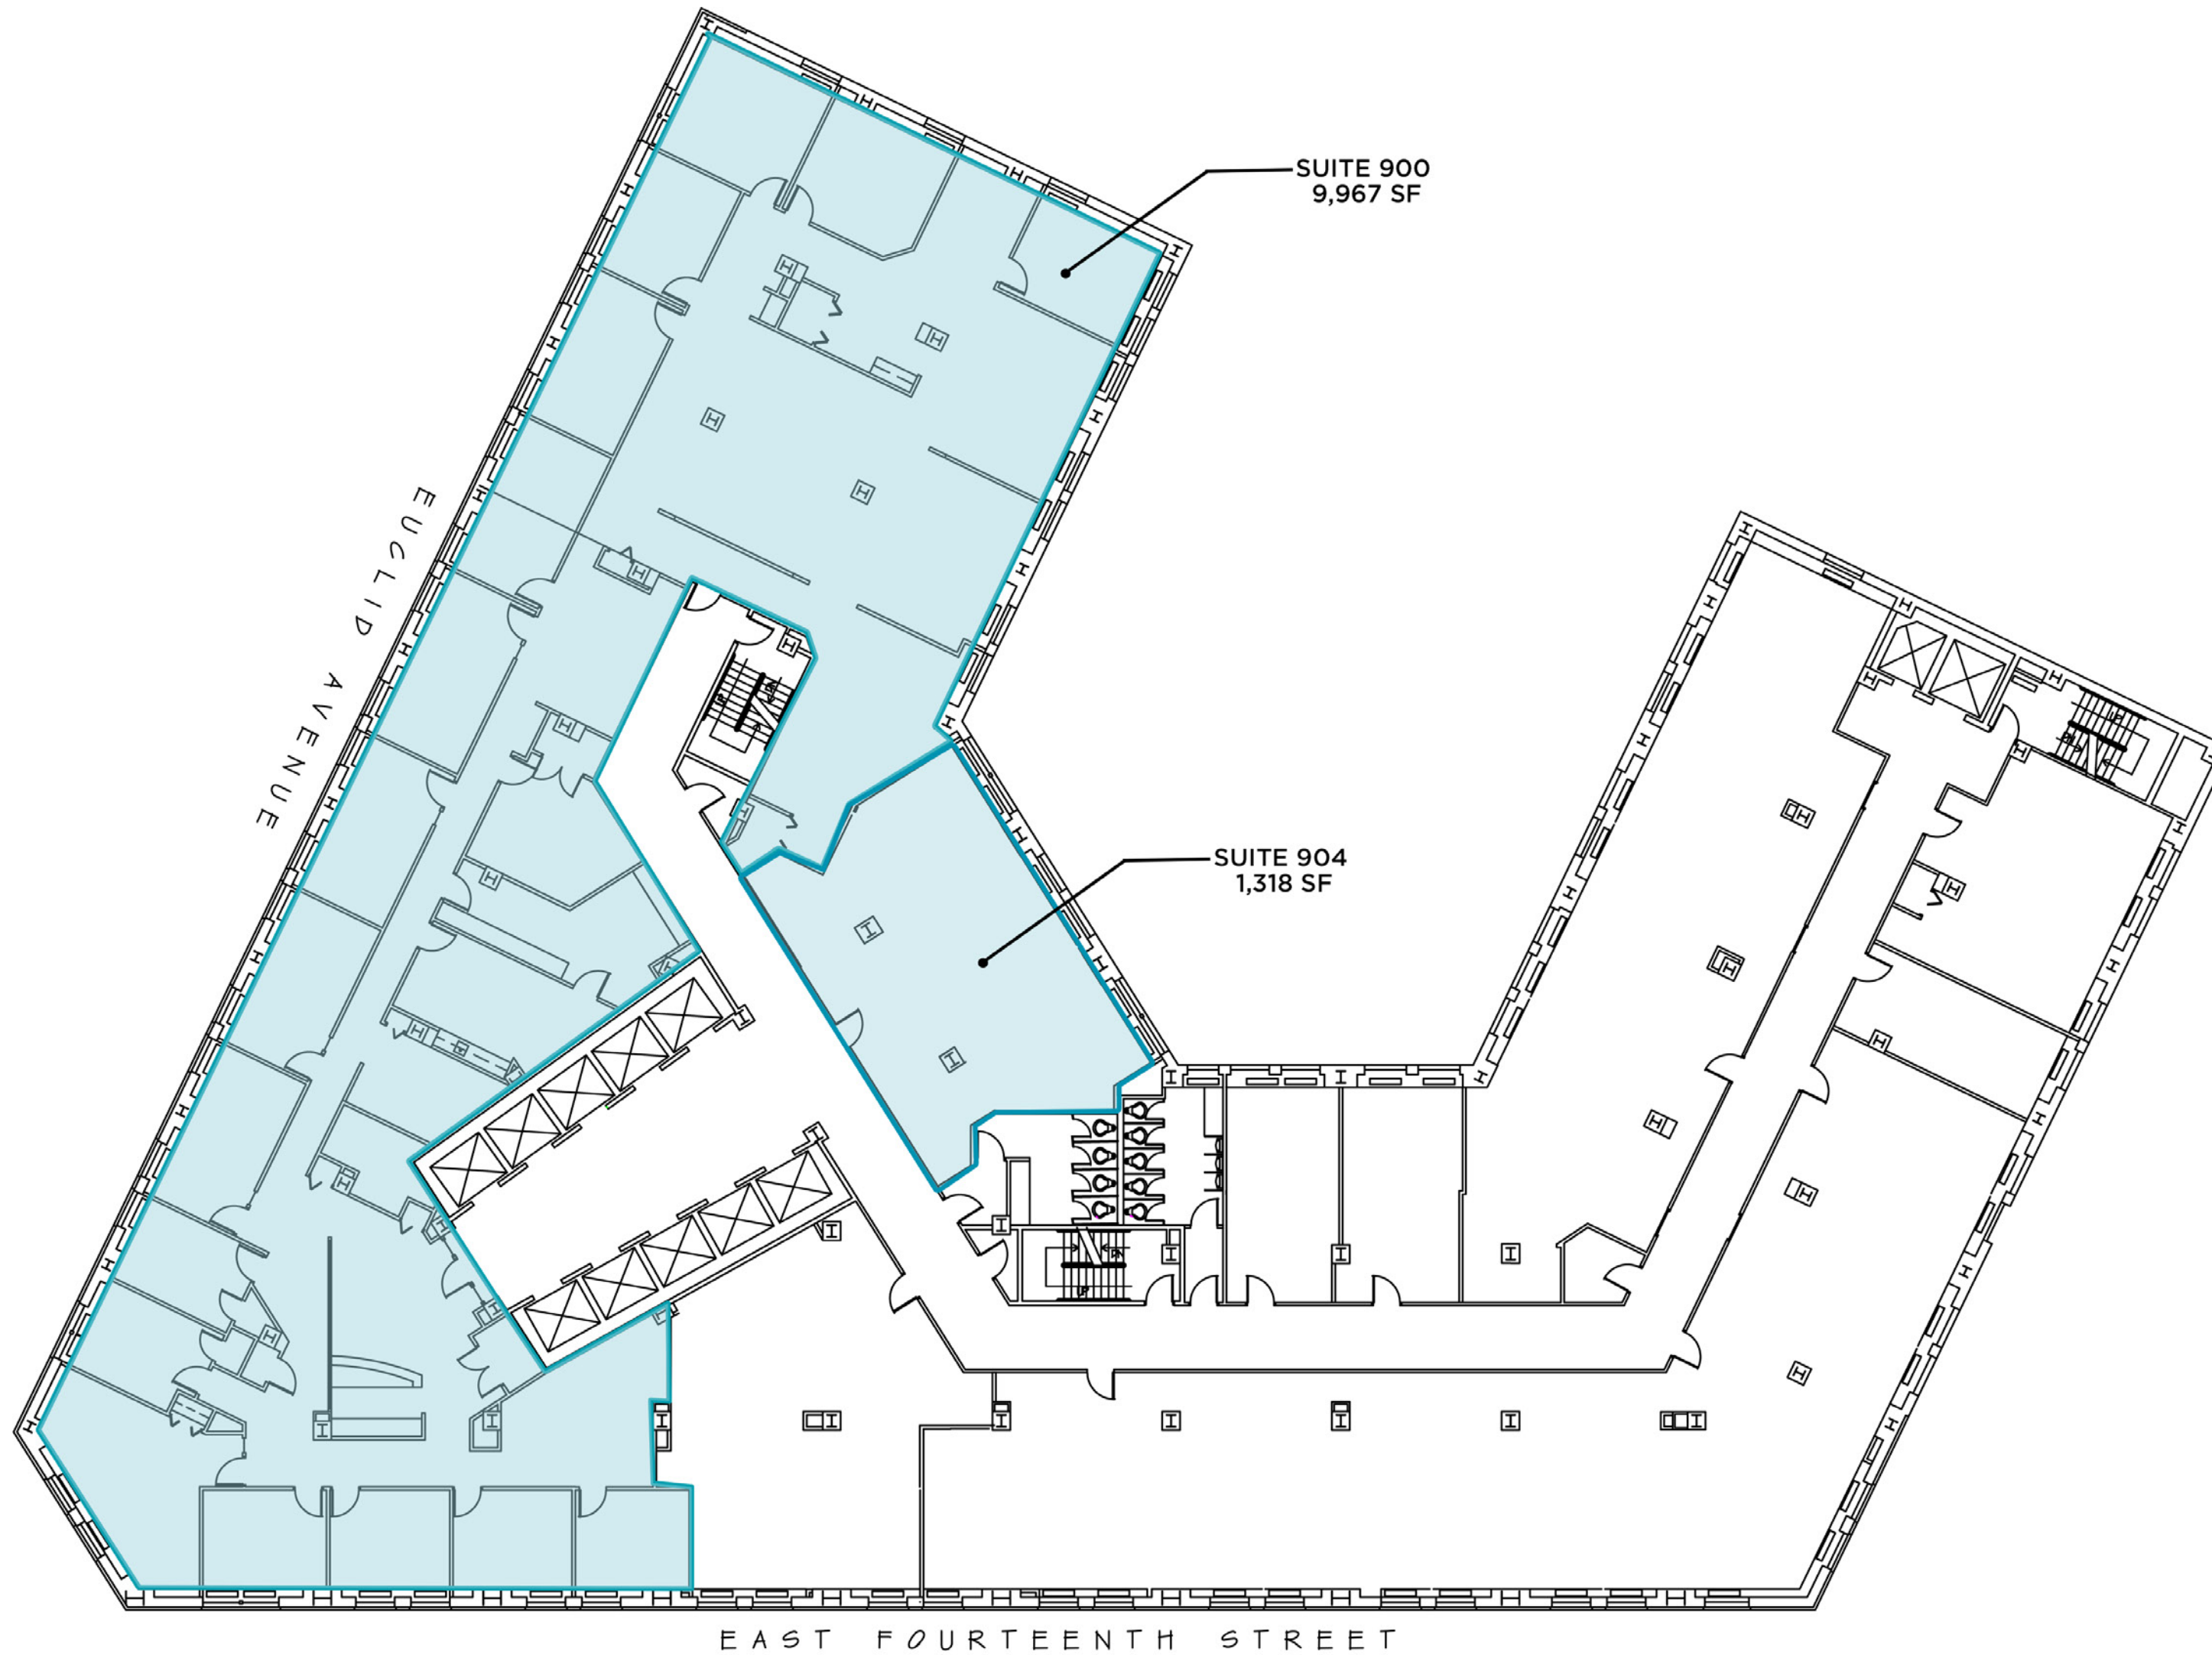 SUITE 900
9,967 SF
EUCLID AVENUE
SUITE 904
1,318 SF
EAST FOURTEENTH STREET